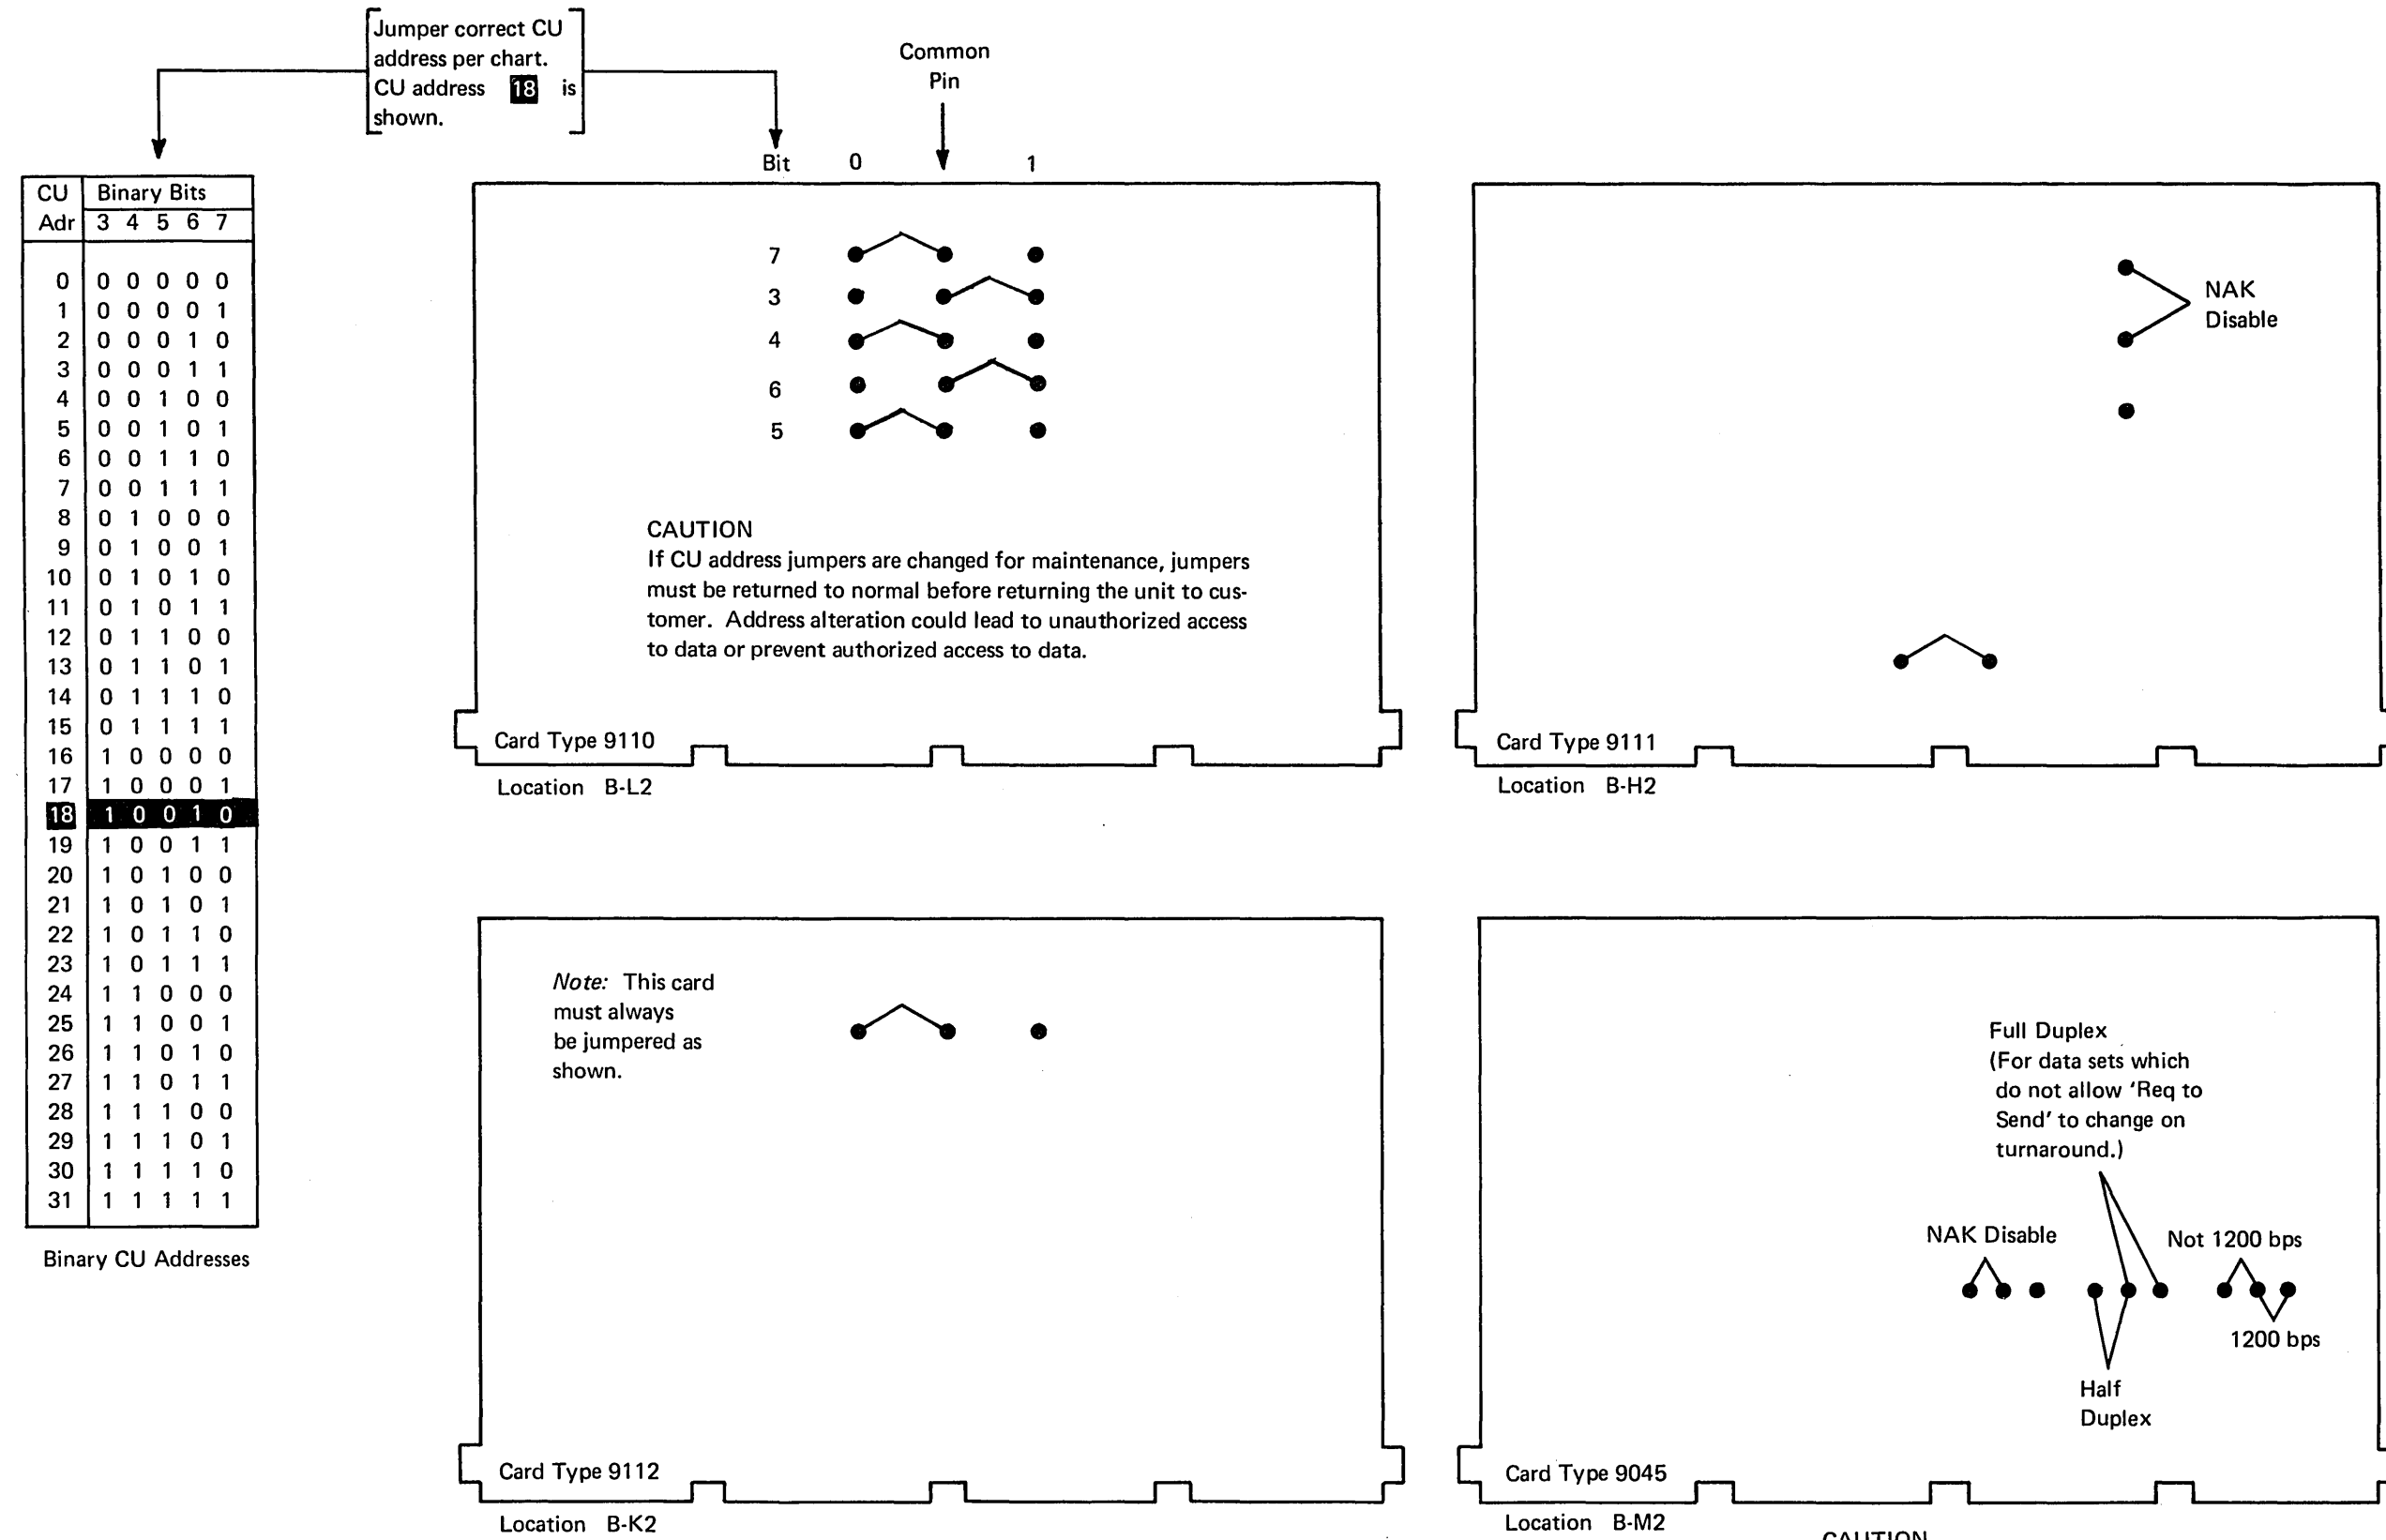 Jumper correct CU
address per chart.
CU address 18 is
shown.
Common
Pin
Bit 0 1
CU Binary Bits
Adr 3 4 5 6 7
0 0 0 0 0 0
1 0 0 0 0 1
2 0 0 0 1 0
3 0 0 0 1 1
4 0 0 1 0 0
5 0 0 1 0 1
6 0 0 1 1 0
7 0 0 1 1 1
8 0 1 0 0 0
9 0 1 0 0 1
10 0 1 0 1 0
11 0 1 0 1 1
12 0 1 1 0 0
13 0 1 1 0 1
14 0 1 1 1 0
15 0 1 1 1 1
16 1 0 0 0 0
17 1 0 0 0 1
18 1 0 0 1 0
19 1 0 0 1 1
20 1 0 1 0 0
21 1 0 1 0 1
22 1 0 1 1 0
23 1 0 1 1 1
24 1 1 0 0 0
25 1 1 0 0 1
26 1 1 0 1 0
27 1 1 0 1 1
28 1 1 1 0 0
29 1 1 1 0 1
30 1 1 1 1 0
31 1 1 1 1 1
Binary CU Addresses
7
3
4
6
5
CAUTION
If CU address jumpers are changed for maintenance, jumpers
must be returned to normal before returning the unit to cus-
tomer. Address alteration could lead to unauthorized access
to data or prevent authorized access to data.
Card Type 9110
Location B-L2
NAK
Disable
Card Type 9111
Location B-H2
Note: This card
must always
be jumpered as
shown.
Card Type 9112
Location B-K2
Full Duplex
(For data sets which
do not allow 'Req to
Send' to change on
turnaround.)
NAK Disable
Not 1200 bps
1200 bps
Half
Duplex
Card Type 9045
Location B-M2
CAUTION